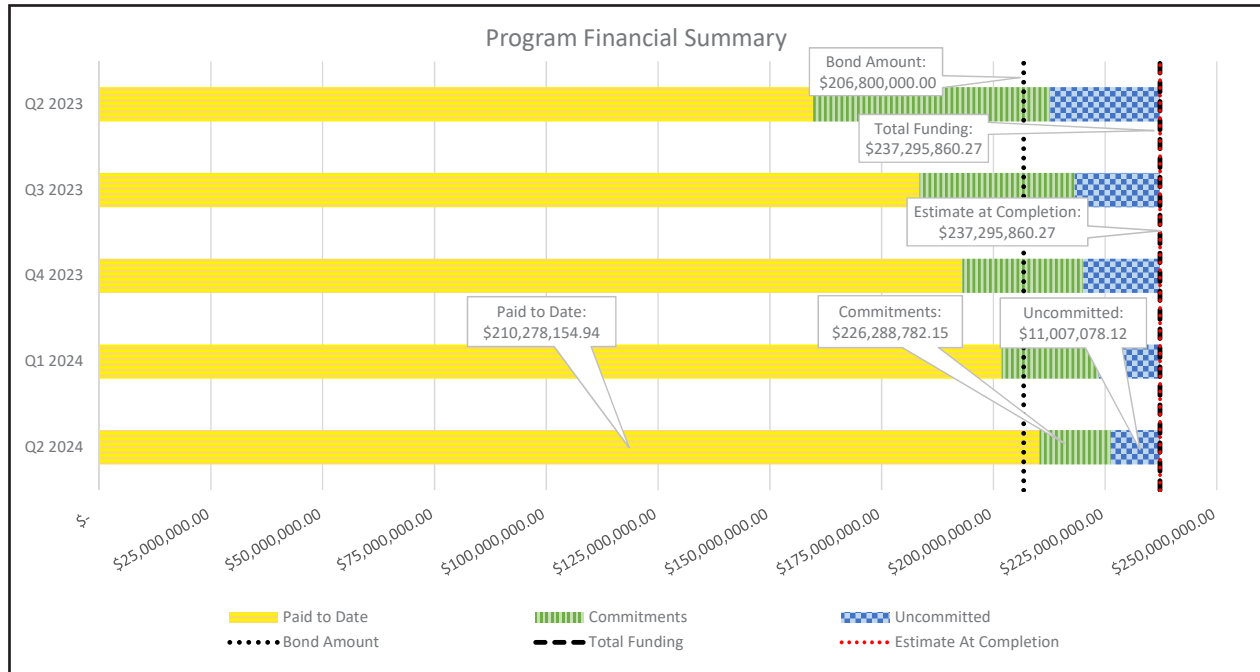 Program Financial Summary
Bond Amount:
$206,800,000.00
Q2 2023
Total Funding:
$237,295,860.27
Q3 2023
Estimate at Completion:
$237,295,860.27
Q4 2023
Paid to Date:
$210,278,154.94
Commitments:
$226,288,782.15
Uncommitted:
$11,007,078.12
Q1 2024
Q2 2024
$-
$25,000,000.00
$50,000,000.00
$75,000,000.00
$100,000,000.00
$125,000,000.00
$150,000,000.00
$175,000,000.00
$200,000,000.00
$225,000,000.00
$250,000,000.00
Paid to Date
Commitments
Uncommitted
Bond Amount
Total Funding
Estimate At Completion